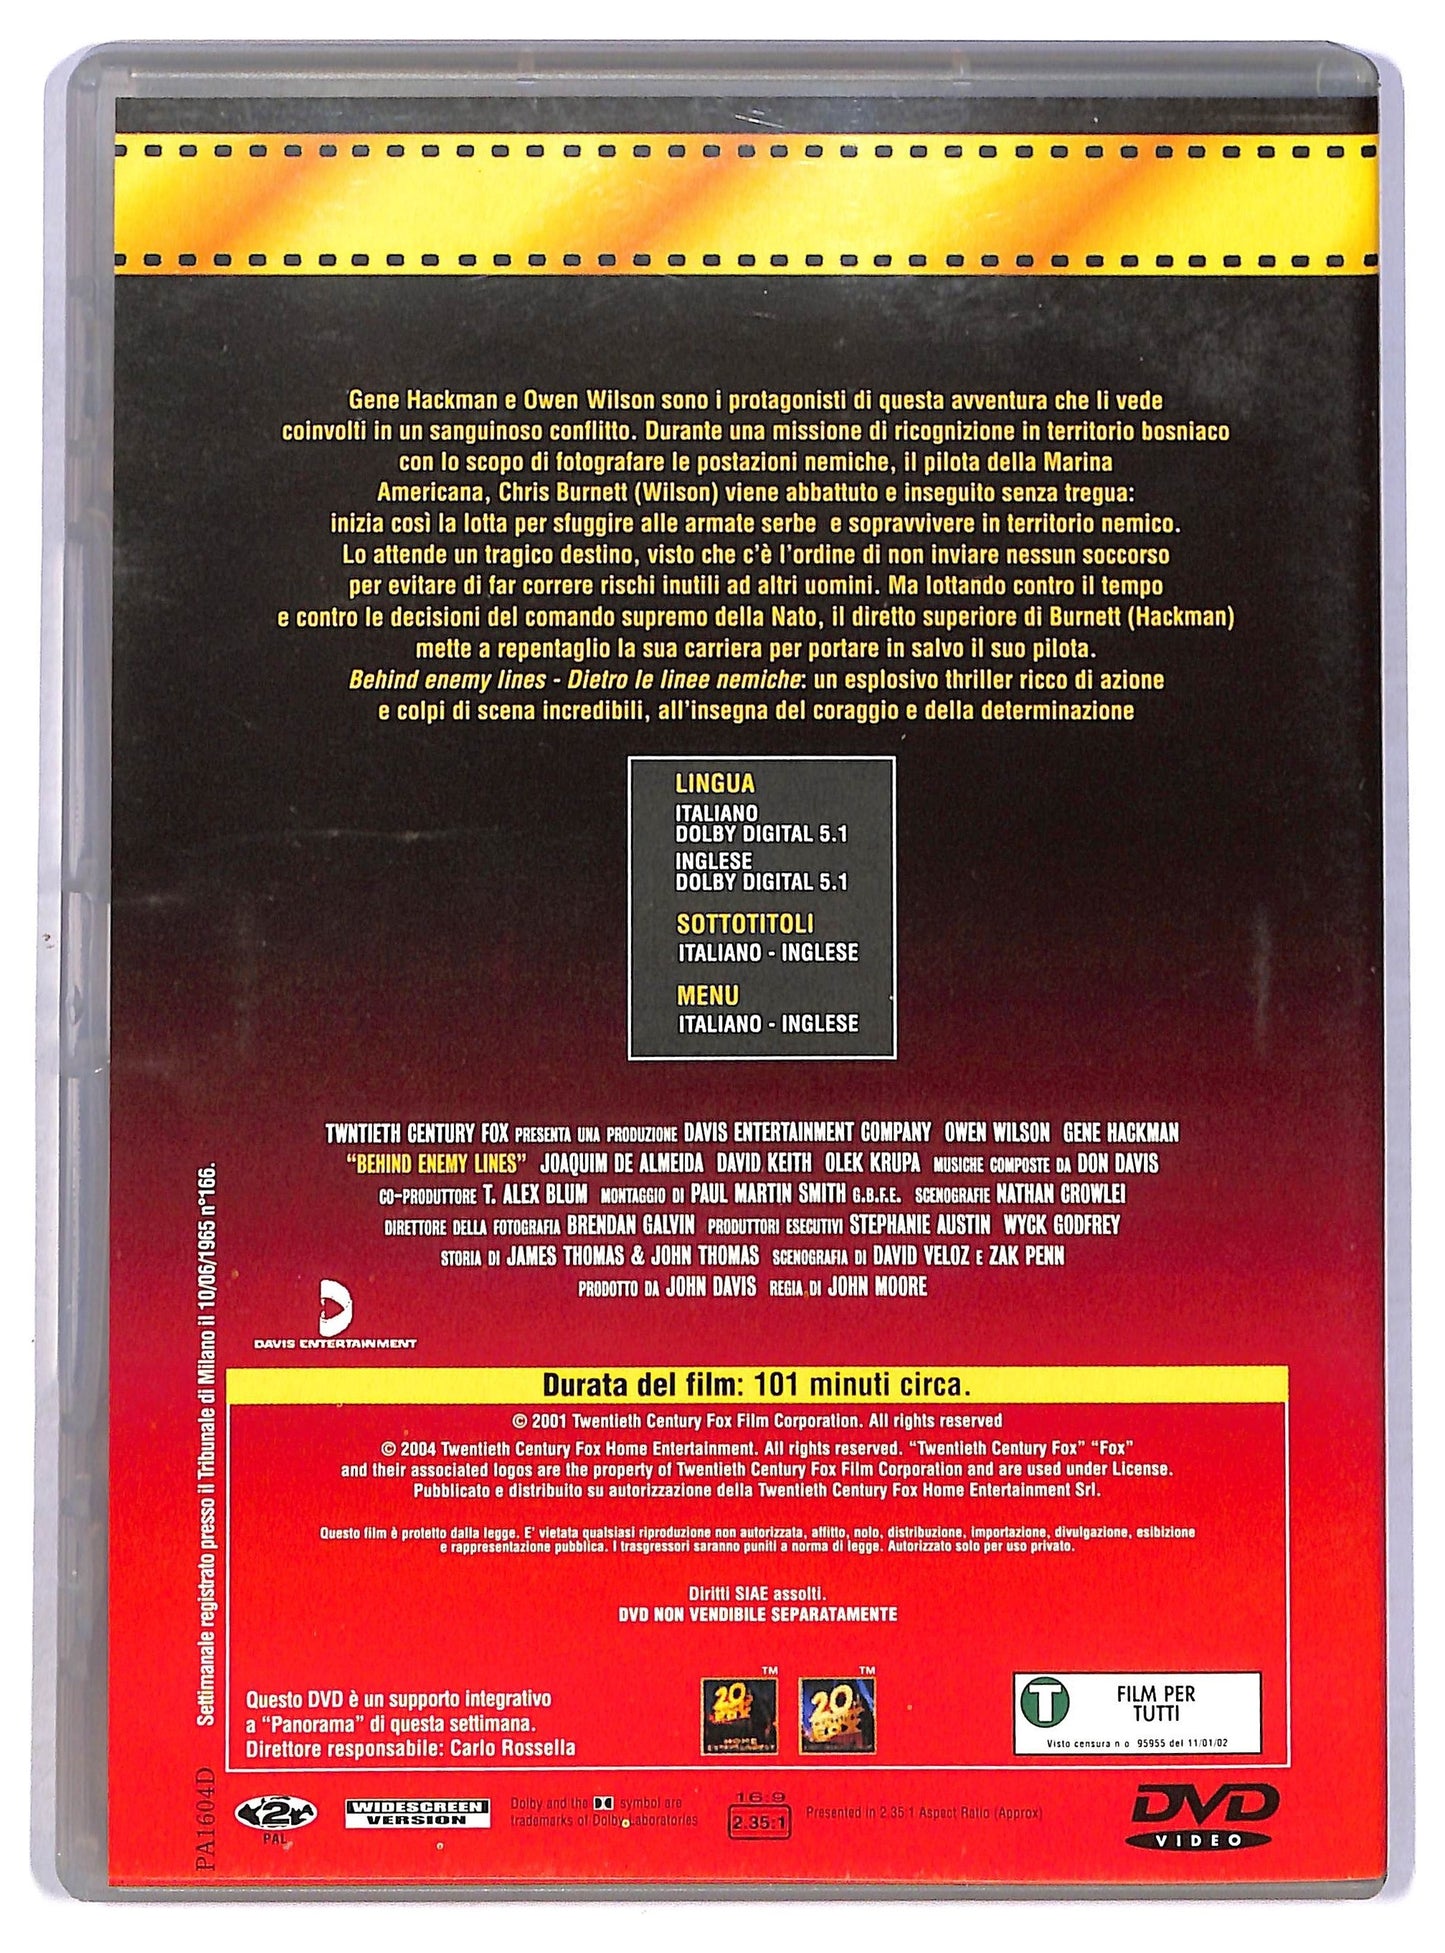 Gene Hackman e Owen Wilson sono i protagonisti di questa avventura che li vede
coinvolti in un sanguinoso conflitto. Durante una missione di ricognizione in territorio bosniaco
con lo scopo di fotografare le postazioni nemiche, il pilota della Marina
Americana, Chris Burnett (Wilson) viene abbattuto e inseguito senza tregua:
inizia così la lotta per sfuggire alle armate serbe e sopravvivere in territorio nemico.
Lo attende un tragico destino, visto che c'è l'ordine di non inviare nessun soccorso
per evitare di far correre rischi inutili ad altri uomini. Ma lottando contro il tempo
e contro le decisioni del comando supremo della Nato, il diretto superiore di Burnett (Hackman)
mette a repentaglio la sua carriera per portare in salvo il suo pilota.
Behind enemy lines - Dietro le linee nemiche: un esplosivo thriller ricco di azione
e colpi di scena incredibili, all'insegna del coraggio e della determinazione
LINGUA
ITALIANO
DOLBY DIGITAL 5.1
INGLESE
DOLBY DIGITAL 5.1
SOTTOTITOLI
ITALIANO - INGLESE
MENU
ITALIANO - INGLESE
TWNTIETH CENTURY FOX PRESENTA UNA PRODUZIONE DAVIS ENTERTAINMENT COMPANY OWEN WILSON GENE HACKMAN
"BEHIND ENEMY LINES" JOAQUIM DE ALMEIDA DAVID KEITH OLEK KRUPA MUSICHE COMPOSTE DA DON DAVIS
CO-PRODUTTORE T. ALEX BLUM MONTAGGIO DI PAUL MARTIN SMITH G.B.F.E. SCENOGRAFIE NATHAN CROWLEI
DIRETTORE DELLA FOTOGRAFIA BRENDAN GALVIN PRODUTTORI ESECUTIVI STEPHANIE AUSTIN WYCK GODFREY
STORIA DI JAMES THOMAS & JOHN THOMAS SCENOGRAFIA DI DAVID VELOZ E ZAK PENN
PRODOTTO DA JOHN DAVIS REGIA DI JOHN MOORE
DAVIS ENTERTAINMENT
Settimanale registrato presso il Tribunale di Milano il 10/06/1965 n°166.
Durata del film: 101 minuti circa.
© 2001 Twentieth Century Fox Film Corporation. All rights reserved
© 2004 Twentieth Century Fox Home Entertainment. All rights reserved. "Twentieth Century Fox" "Fox"
and their associated logos are the property of Twentieth Century Fox Film Corporation and are used under License.
Pubblicato e distribuito su autorizzazione della Twentieth Century Fox Home Entertainment Srl.
Questo film è protetto dalla legge. E' vietata qualsiasi riproduzione non autorizzata, affitto, nolo, distribuzione, importazione, divulgazione, esibizione
e rappresentazione pubblica. I trasgressori saranno puniti a norma di legge. Autorizzato solo per uso privato.
Diritti SIAE assolti.
DVD NON VENDIBILE SEPARATAMENTE
Questo DVD è un supporto integrativo
a "Panorama" di questa settimana.
Direttore responsabile: Carlo Rossella
TM
20
FOX
HOME
ENTERTAINMENT
TM
20
CENTURY
FOX
T
FILM PER
TUTTI
Visto censura n o 95955 del 11/01/02
PA1604D
2
PAL
WIDESCREEN
VERSION
Dolby and the symbol are
trademarks of Dolby Laboratories
16:9
2.35:1
Presented in 2.35:1 Aspect Ratio (Approx)
DVD
VIDEO